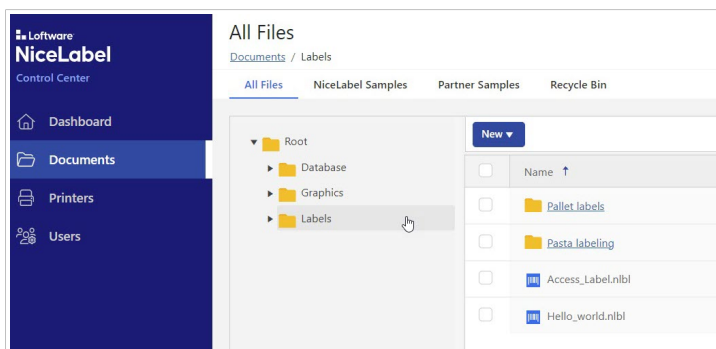 Loftware
NiceLabel
Control Center
Dashboard
Documents
Printers
Users
All Files
Documents / Labels
All Files NiceLabel Samples Partner Samples Recycle Bin
Root
Database
Graphics
Labels
New
Name
Pallet labels
Pasta labeling
Access_Label.nlbl
Hello_world.nlbl